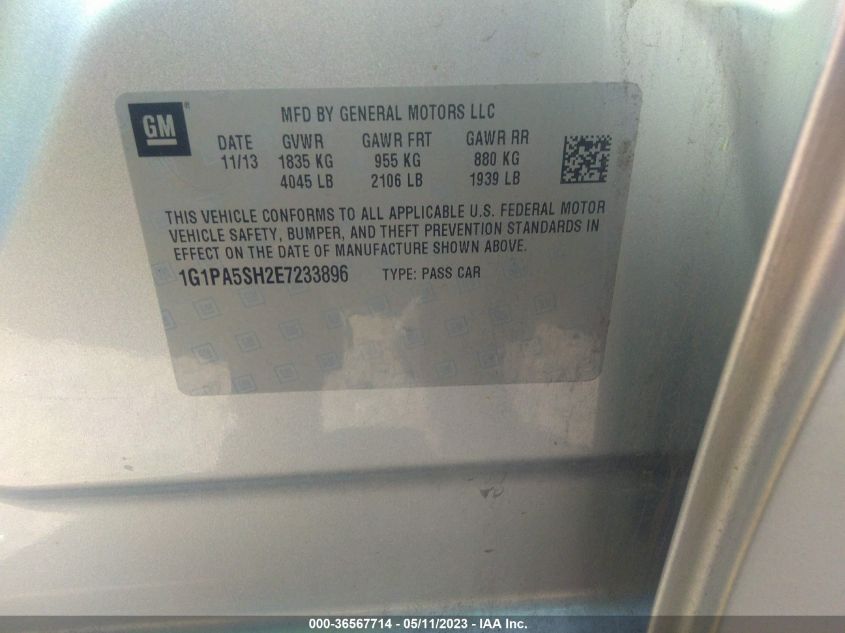 GM ®
MFD BY GENERAL MOTORS LLC
DATE GVWR GAWR FRT GAWR RR
11/13 1835 KG 955 KG 880 KG
4045 LB 2106 LB 1939 LB
THIS VEHICLE CONFORMS TO ALL APPLICABLE U.S. FEDERAL MOTOR
VEHICLE SAFETY, BUMPER, AND THEFT PREVENTION STANDARDS IN
EFFECT ON THE DATE OF MANUFACTURE SHOWN ABOVE.
1G1PA5SH2E7233896 TYPE: PASS CAR
000-36567714 - 05/11/2023 - IAA Inc.